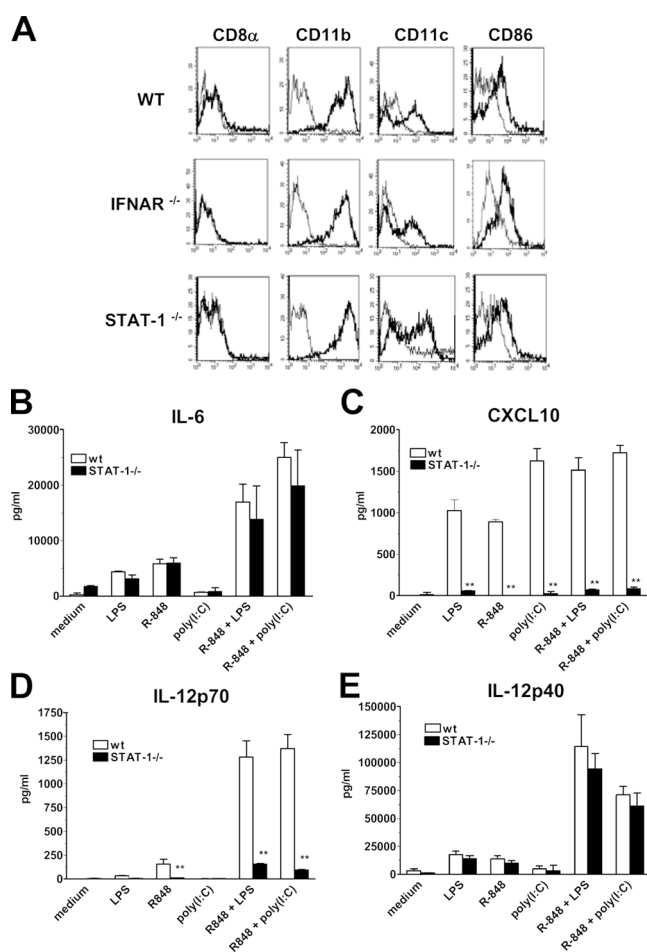 A
CD8α CD11b CD11c CD86
WT
IFNAR -/-
STAT-1 -/-
B
IL-6
30000
20000
10000
0
pg/ml
wt
STAT-1-/-
medium
LPS
R-848
poly(I:C)
R-848 + LPS
R-848 + poly(I:C)
C
CXCL10
2000
1500
1000
500
0
pg/ml
wt
STAT-1-/-
** ** ** ** **
medium
LPS
R-848
poly(I:C)
R-848 + LPS
R-848 + poly(I:C)
D
IL-12p70
1750
1500
1250
1000
750
500
250
0
pg/ml
wt
STAT-1-/-
** ** **
medium
LPS
R848
poly(I:C)
R848 + LPS
R848 + poly(I:C)
E
IL-12p40
150000
125000
100000
75000
50000
25000
0
pg/ml
wt
STAT-1-/-
medium
LPS
R-848
poly(I:C)
R-848 + LPS
R-848 + poly(I:C)